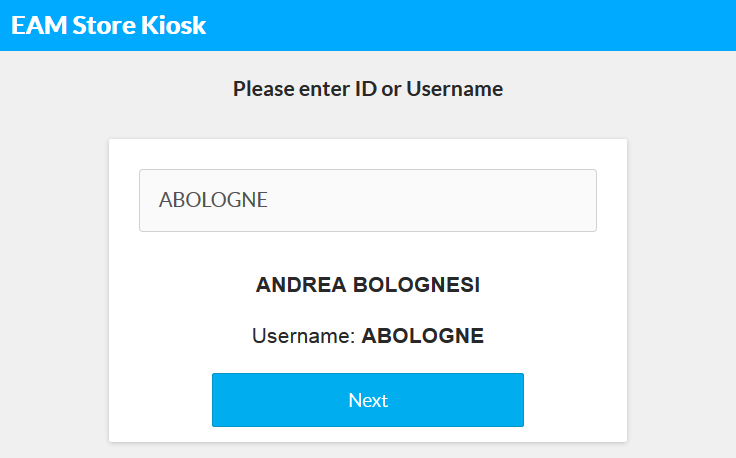 EAM Store Kiosk
Please enter ID or Username
ABOLOGNE
ANDREA BOLOGNESI
Username: ABOLOGNE
Next